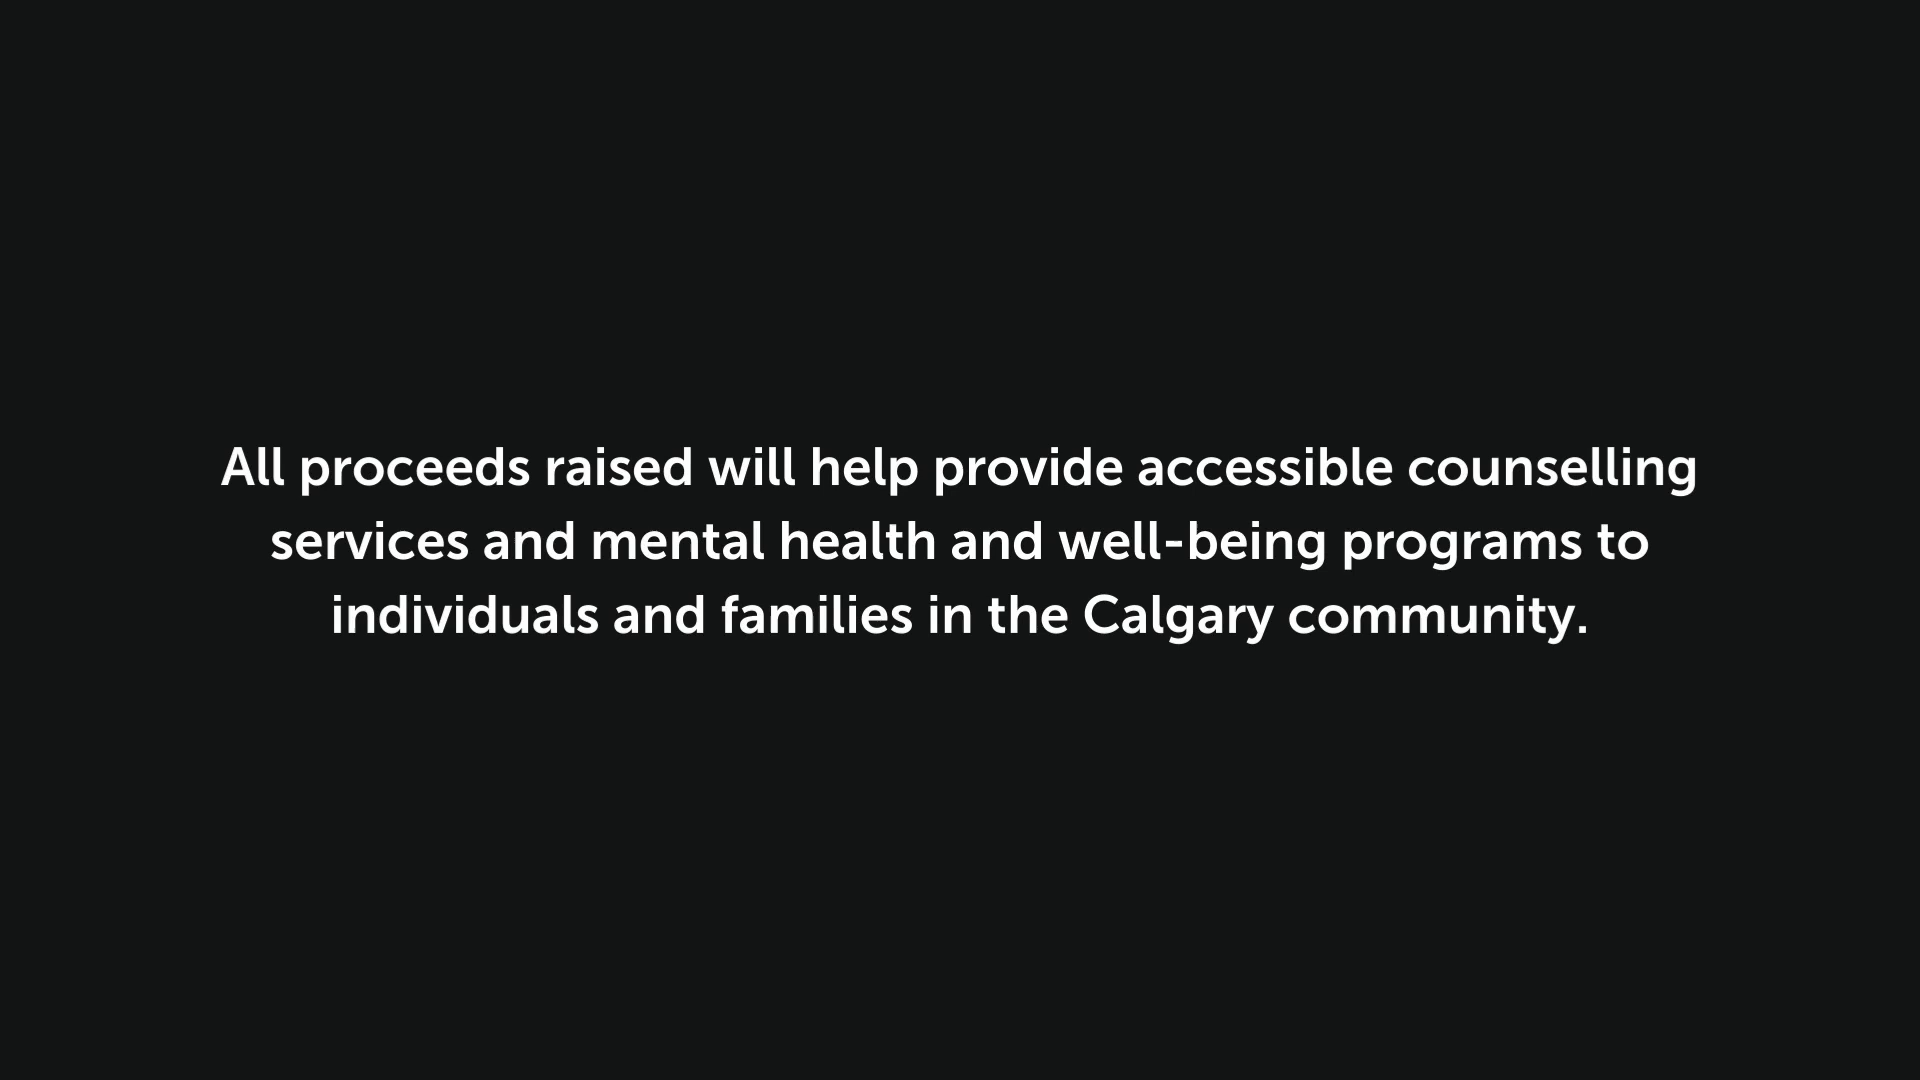 All proceeds raised will help provide accessible counselling
services and mental health and well-being programs to
individuals and families in the Calgary community.